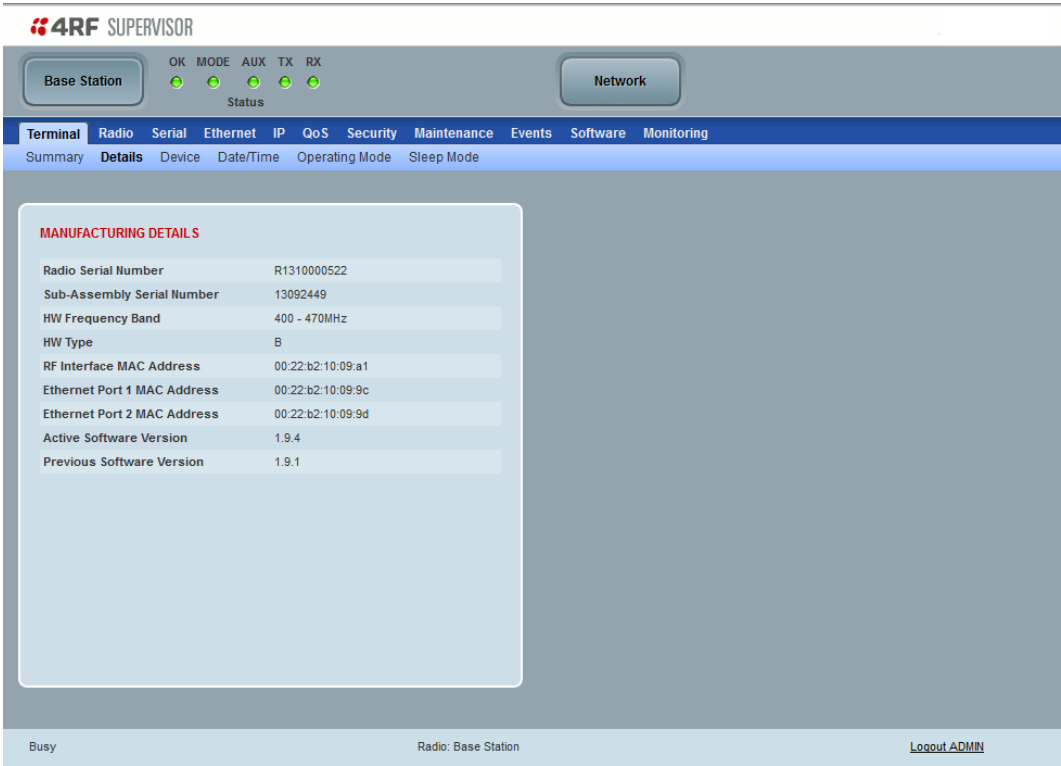 4RF SUPERVISOR
OK MODE AUX TX RX
Base Station
Status
Network
Terminal Radio Serial Ethernet IP QoS Security Maintenance Events Software Monitoring
Summary Details Device Date/Time Operating Mode Sleep Mode
MANUFACTURING DETAILS
Radio Serial Number R1310000522
Sub-Assembly Serial Number 13092449
HW Frequency Band 400 - 470MHz
HW Type B
RF Interface MAC Address 00:22:b2:10:09:a1
Ethernet Port 1 MAC Address 00:22:b2:10:09:9c
Ethernet Port 2 MAC Address 00:22:b2:10:09:9d
Active Software Version 1.9.4
Previous Software Version 1.9.1
Busy Radio: Base Station Logout ADMIN